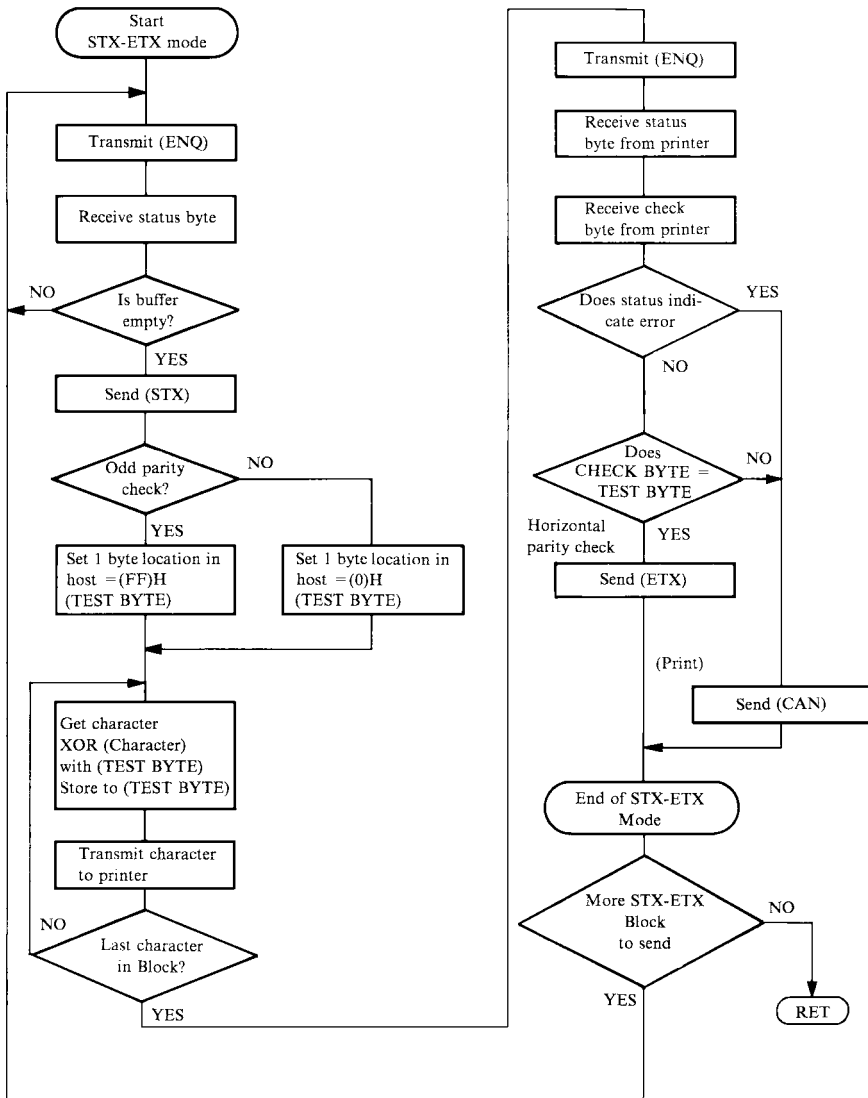 Start
STX-ETX mode
Transmit (ENQ)
Receive status byte
NO
Is buffer
empty?
YES
Send (STX)
Odd parity
check?
NO
YES
Set 1 byte location in
host =(FF)H
(TEST BYTE)
Set 1 byte location in
host =(0)H
(TEST BYTE)
Get character
XOR (Character)
with (TEST BYTE)
Store to (TEST BYTE)
Transmit character
to printer
NO
Last character
in Block?
YES
Transmit (ENQ)
Receive status
byte from printer
Receive check
byte from printer
Does status indi-
cate error
YES
NO
Does
CHECK BYTE =
TEST BYTE
NO
Horizontal
parity check
YES
Send (ETX)
(Print)
Send (CAN)
End of STX-ETX
Mode
More STX-ETX
Block
to send
NO
YES
RET